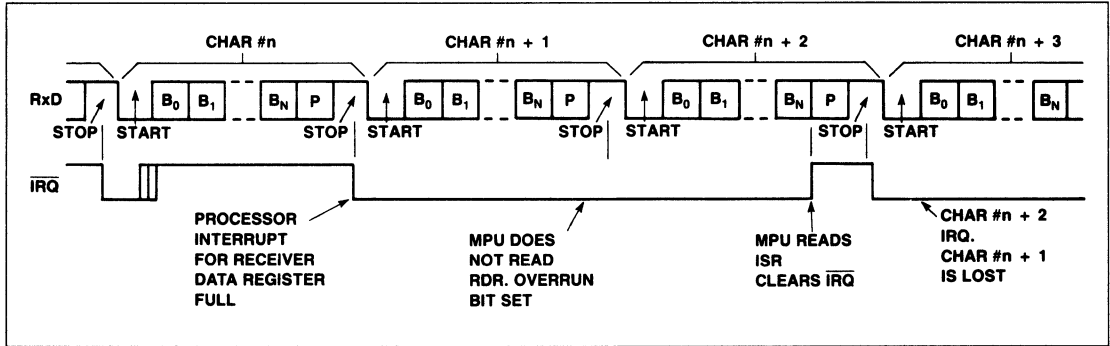 CHAR #n
CHAR #n + 1
CHAR #n + 2
CHAR #n + 3
RxD
B0 B1 BN P
B0 B1 BN P
B0 B1 BN P
B0 B1 BN
STOP START STOP START STOP START STOP START
IRQ
PROCESSOR
INTERRUPT
FOR RECEIVER
DATA REGISTER
FULL
MPU DOES
NOT READ
RDR. OVERRUN
BIT SET
MPU READS
ISR
CLEARS IRQ
CHAR #n + 2
IRQ.
CHAR #n + 1
IS LOST